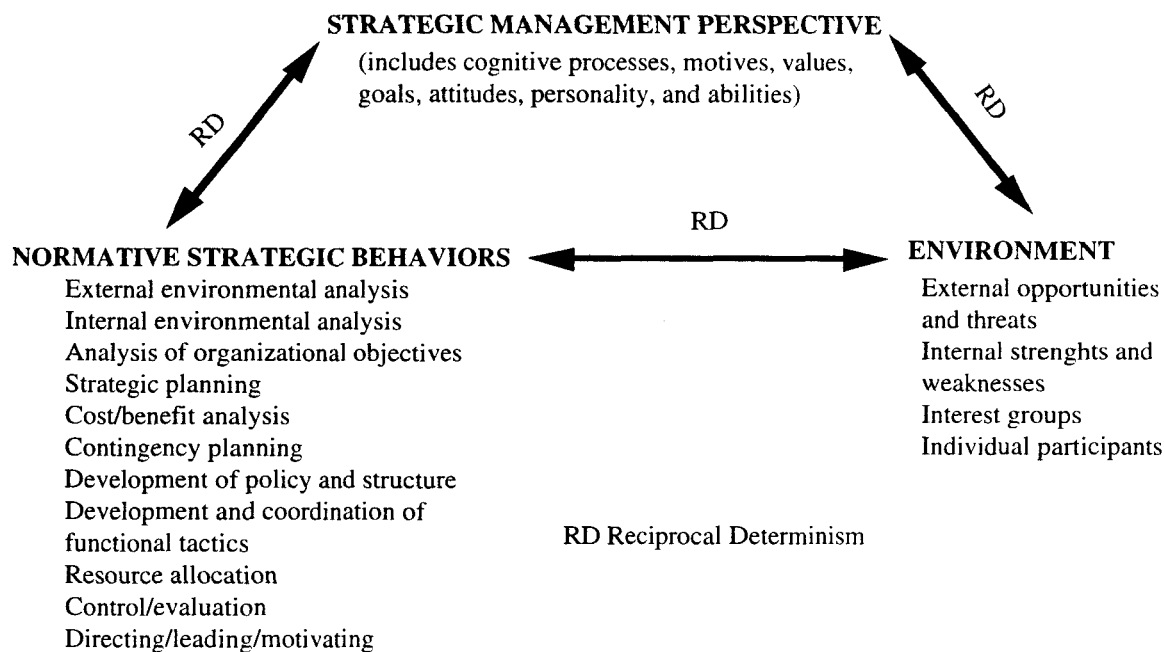 STRATEGIC MANAGEMENT PERSPECTIVE
(includes cognitive processes, motives, values,
goals, attitudes, personality, and abilities)
RD
RD
RD
NORMATIVE STRATEGIC BEHAVIORS
External environmental analysis
Internal environmental analysis
Analysis of organizational objectives
Strategic planning
Cost/benefit analysis
Contingency planning
Development of policy and structure
Development and coordination of
functional tactics
Resource allocation
Control/evaluation
Directing/leading/motivating
ENVIRONMENT
External opportunities
and threats
Internal strenghts and
weaknesses
Interest groups
Individual participants
RD Reciprocal Determinism